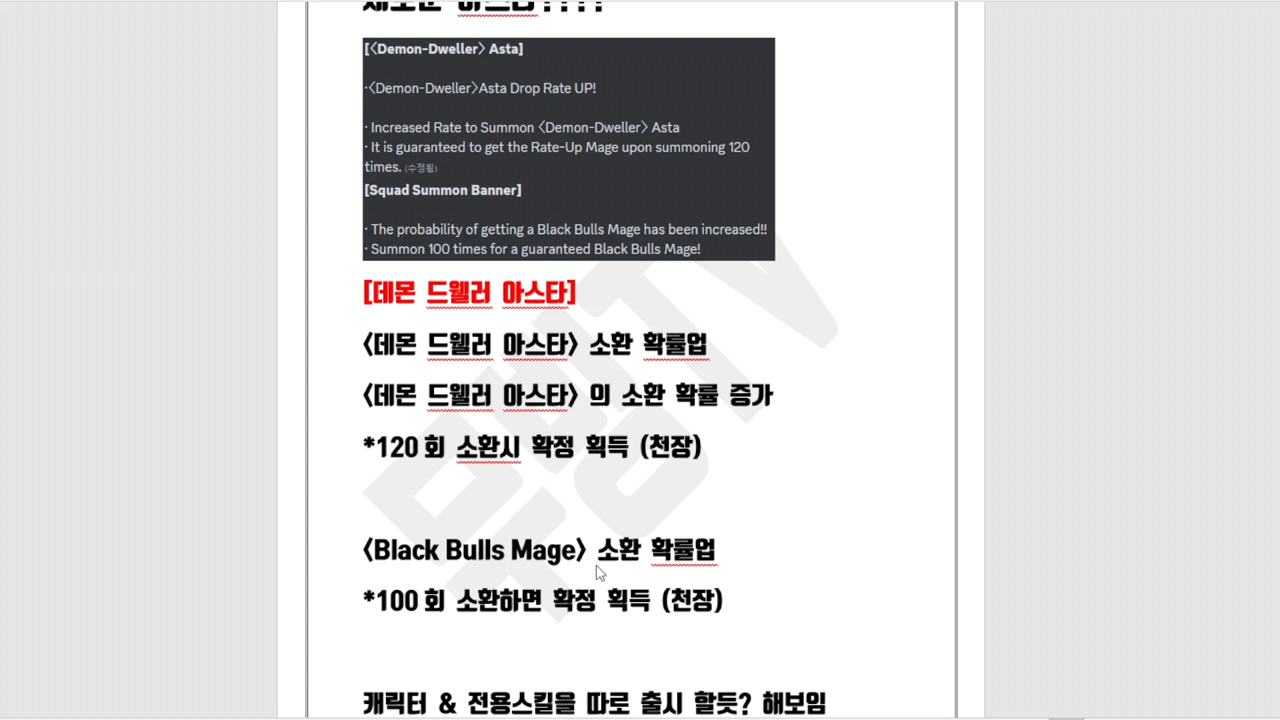 새로운 아스타????
[〈Demon-Dweller〉 Asta]
·〈Demon-Dweller〉Asta Drop Rate UP!
· Increased Rate to Summon 〈Demon-Dweller〉 Asta
· It is guaranteed to get the Rate-Up Mage upon summoning 120
times. (수정됨)
[Squad Summon Banner]
· The probability of getting a Black Bulls Mage has been increased!!
· Summon 100 times for a guaranteed Black Bulls Mage!
[데몬 드웰러 아스타]
〈데몬 드웰러 아스타〉 소환 확률업
〈데몬 드웰러 아스타〉 의 소환 확률 증가
*120 회 소환시 확정 획득 (천장)
〈Black Bulls Mage〉 소환 확률업
*100 회 소환하면 확정 획득 (천장)
캐릭터 & 전용스킬을 따로 출시 할듯? 해보임